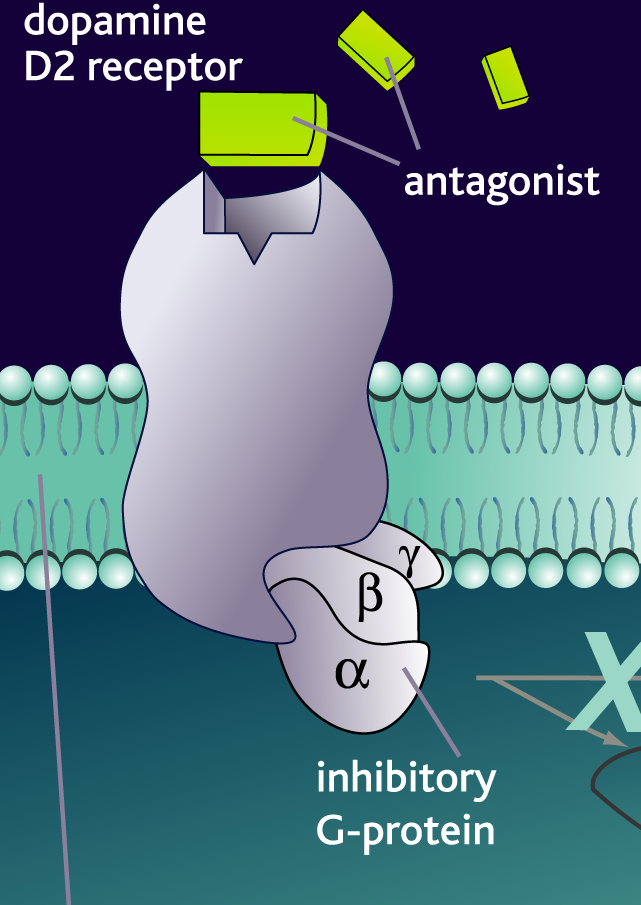 dopamine
D2 receptor
antagonist
γ
β
α
X
inhibitory
G-protein